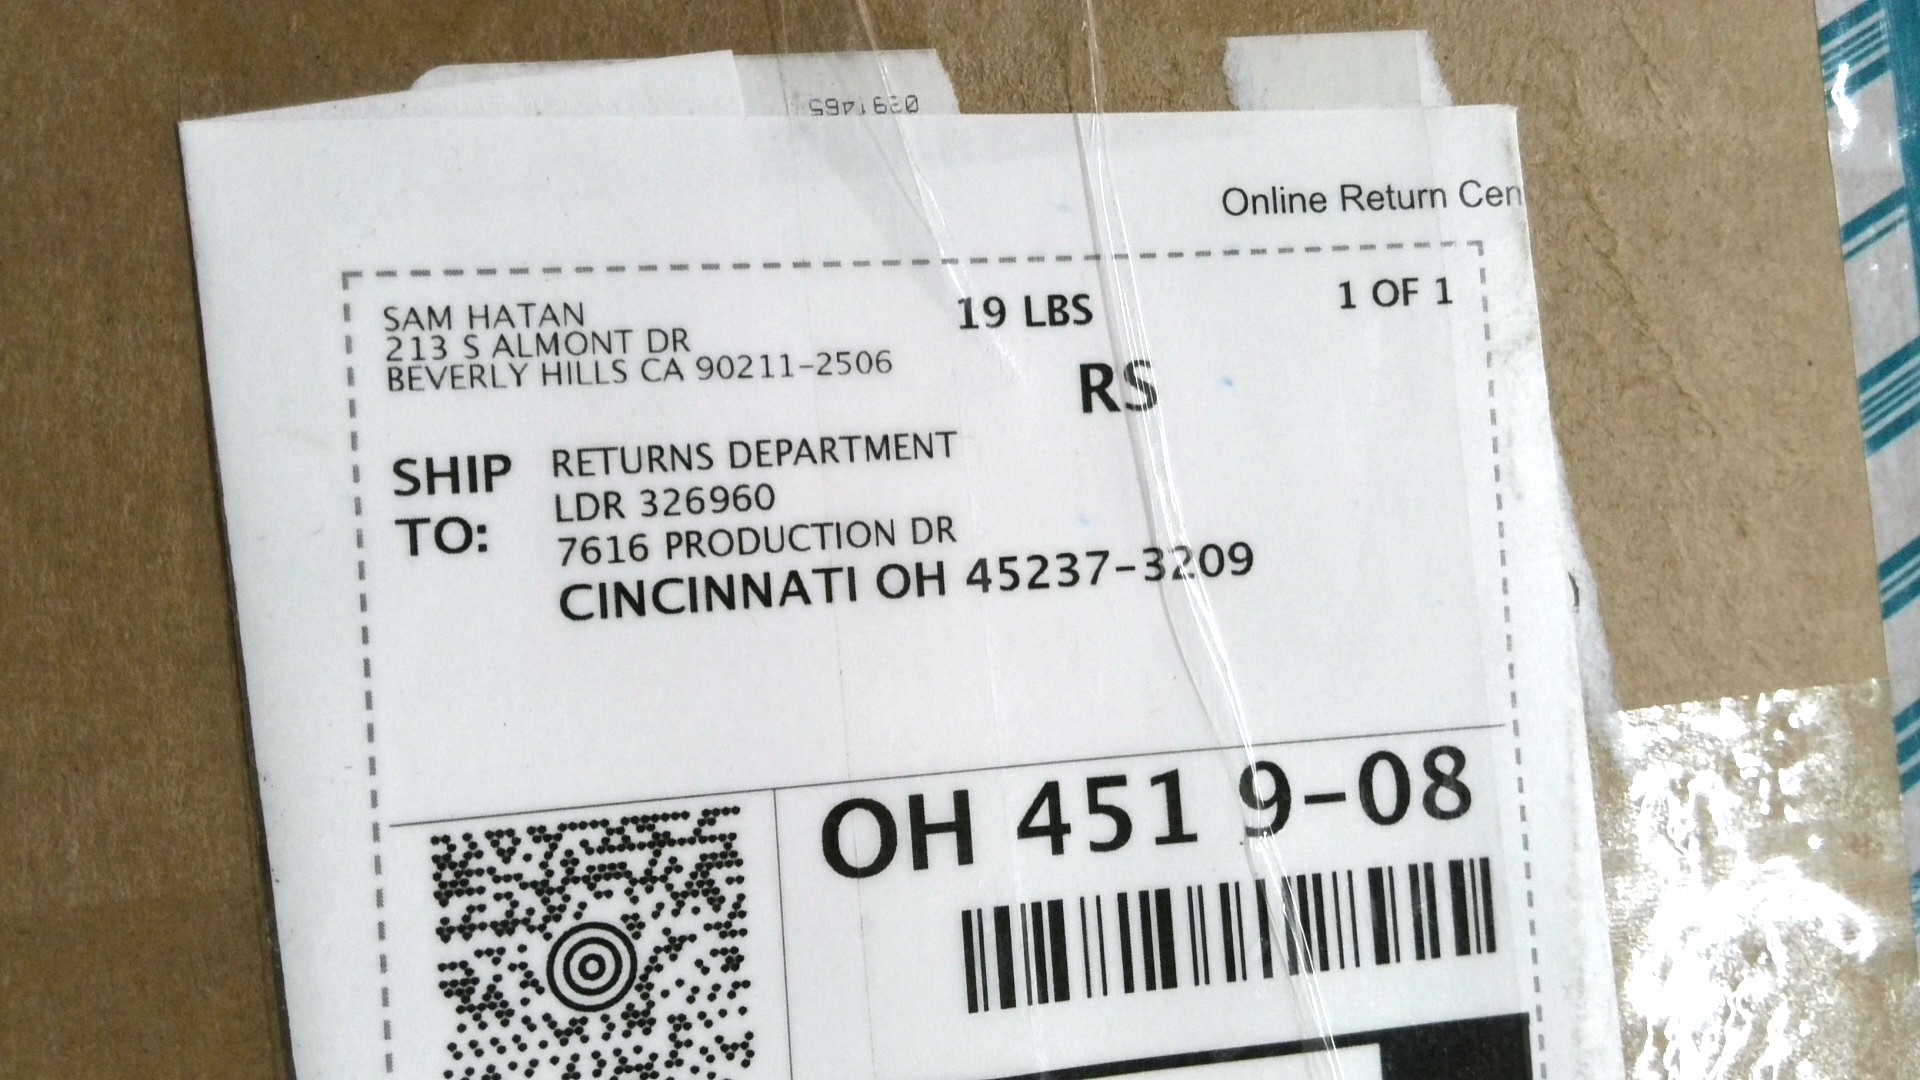 0291465
Online Return Cen
SAM HATAN
213 S ALMONT DR
BEVERLY HILLS CA 90211-2506
19 LBS
1 OF 1
RS
SHIP TO:
RETURNS DEPARTMENT
LDR 326960
7616 PRODUCTION DR
CINCINNATI OH 45237-3209
OH 451 9-08